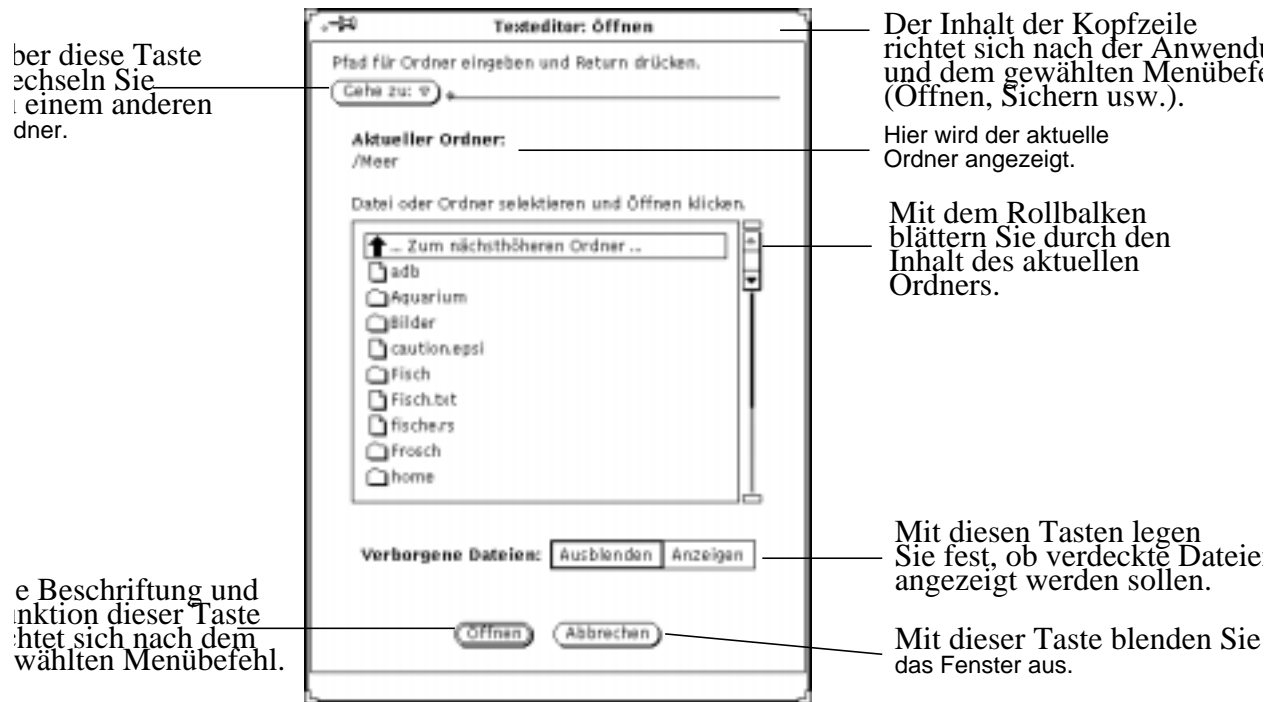 Texteditor: Öffnen
Pfad für Ordner eingeben und Return drücken.
Gehe zu:
Aktueller Ordner:
/Meer
Datei oder Ordner selektieren und Öffnen klicken.
... Zum nächsthöheren Ordner ...
adb
Aquarium
Bilder
caution.epsi
Fisch
Fisch.txt
fische.rs
Frosch
home
Verborgene Dateien: Ausblenden Anzeigen
Öffnen Abbrechen
ber diese Taste
echseln Sie
einem anderen
dner.
e Beschriftung und
nktion dieser Taste
chtet sich nach dem
wählten Menübefehl.
Der Inhalt der Kopfzeile
richtet sich nach der Anwendu
und dem gewählten Menübefe
(Öffnen, Sichern usw.).
Hier wird der aktuelle
Ordner angezeigt.
Mit dem Rollbalken
blättern Sie durch den
Inhalt des aktuellen
Ordners.
Mit diesen Tasten legen
Sie fest, ob verdeckte Dateie
angezeigt werden sollen.
Mit dieser Taste blenden Sie
das Fenster aus.